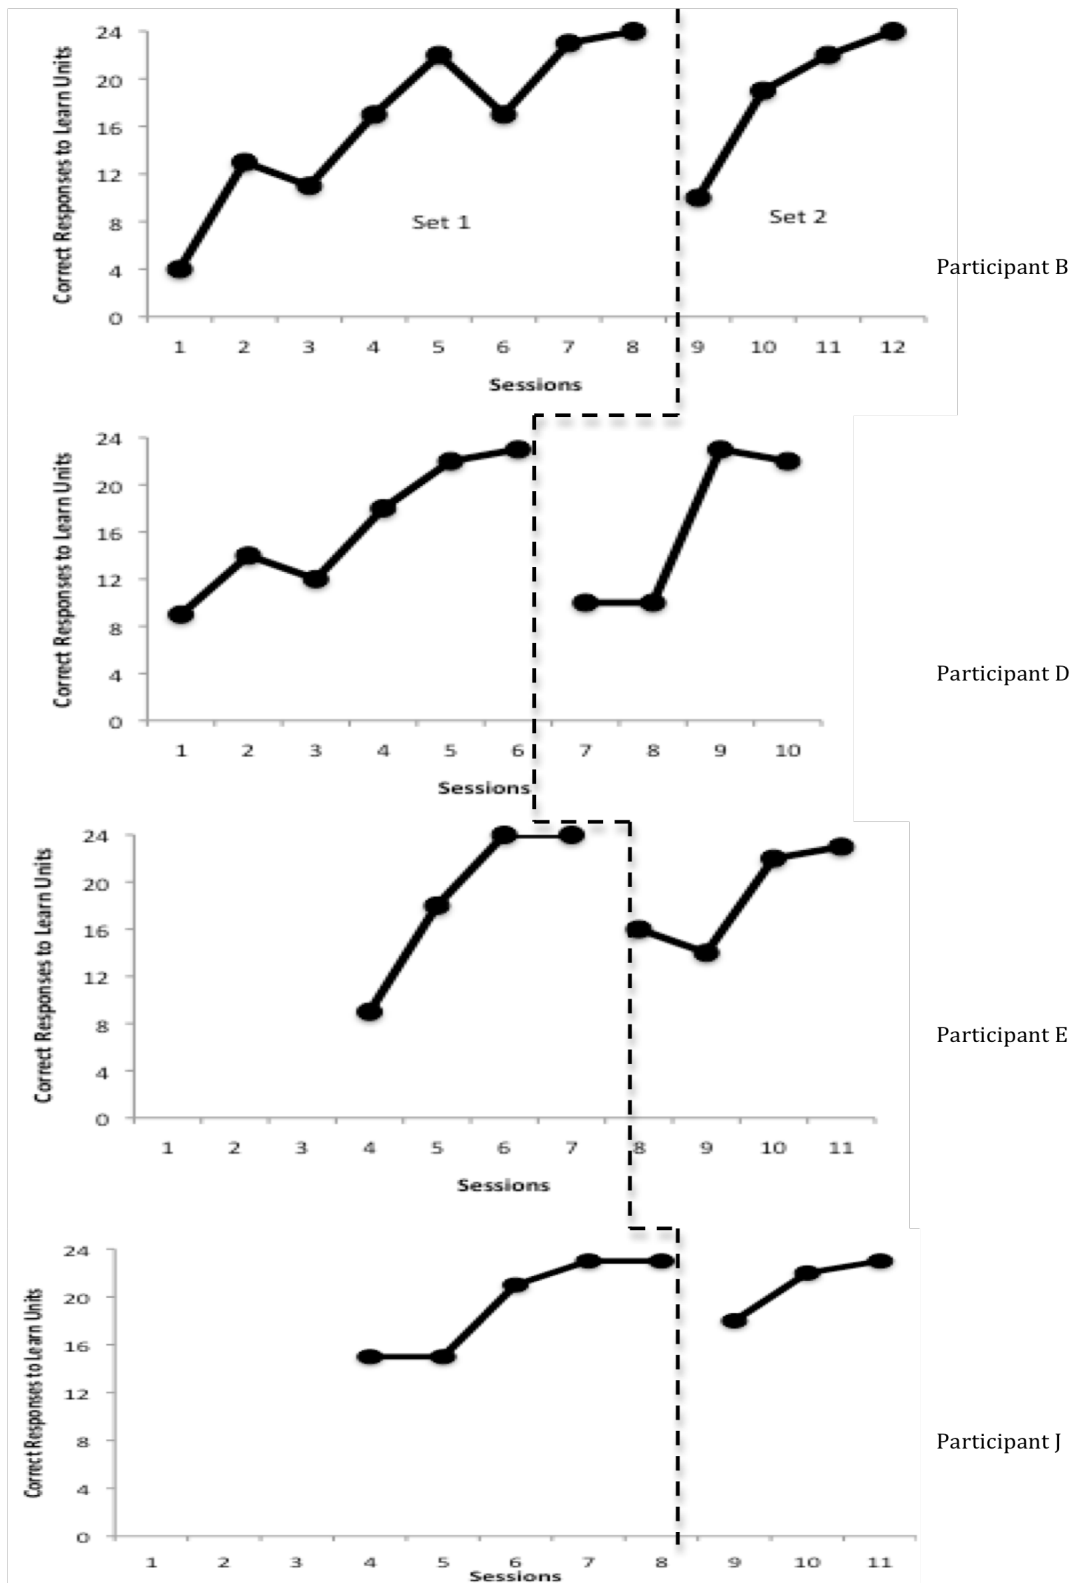 Correct Responses to Learn Units
24
20
16
12
8
4
0
Set 1
Set 2
1 2 3 4 5 6 7 8 9 10 11 12
Sessions
Participant B
Correct Responses to Learn Units
24
20
16
12
8
4
0
1 2 3 4 5 6 7 8 9 10
Sessions
Participant D
Correct Responses to Learn Units
24
20
16
12
8
4
0
1 2 3 4 5 6 7 8 9 10 11
Sessions
Participant E
Correct Responses to Learn Units
24
20
16
12
8
4
0
1 2 3 4 5 6 7 8 9 10 11
Sessions
Participant J